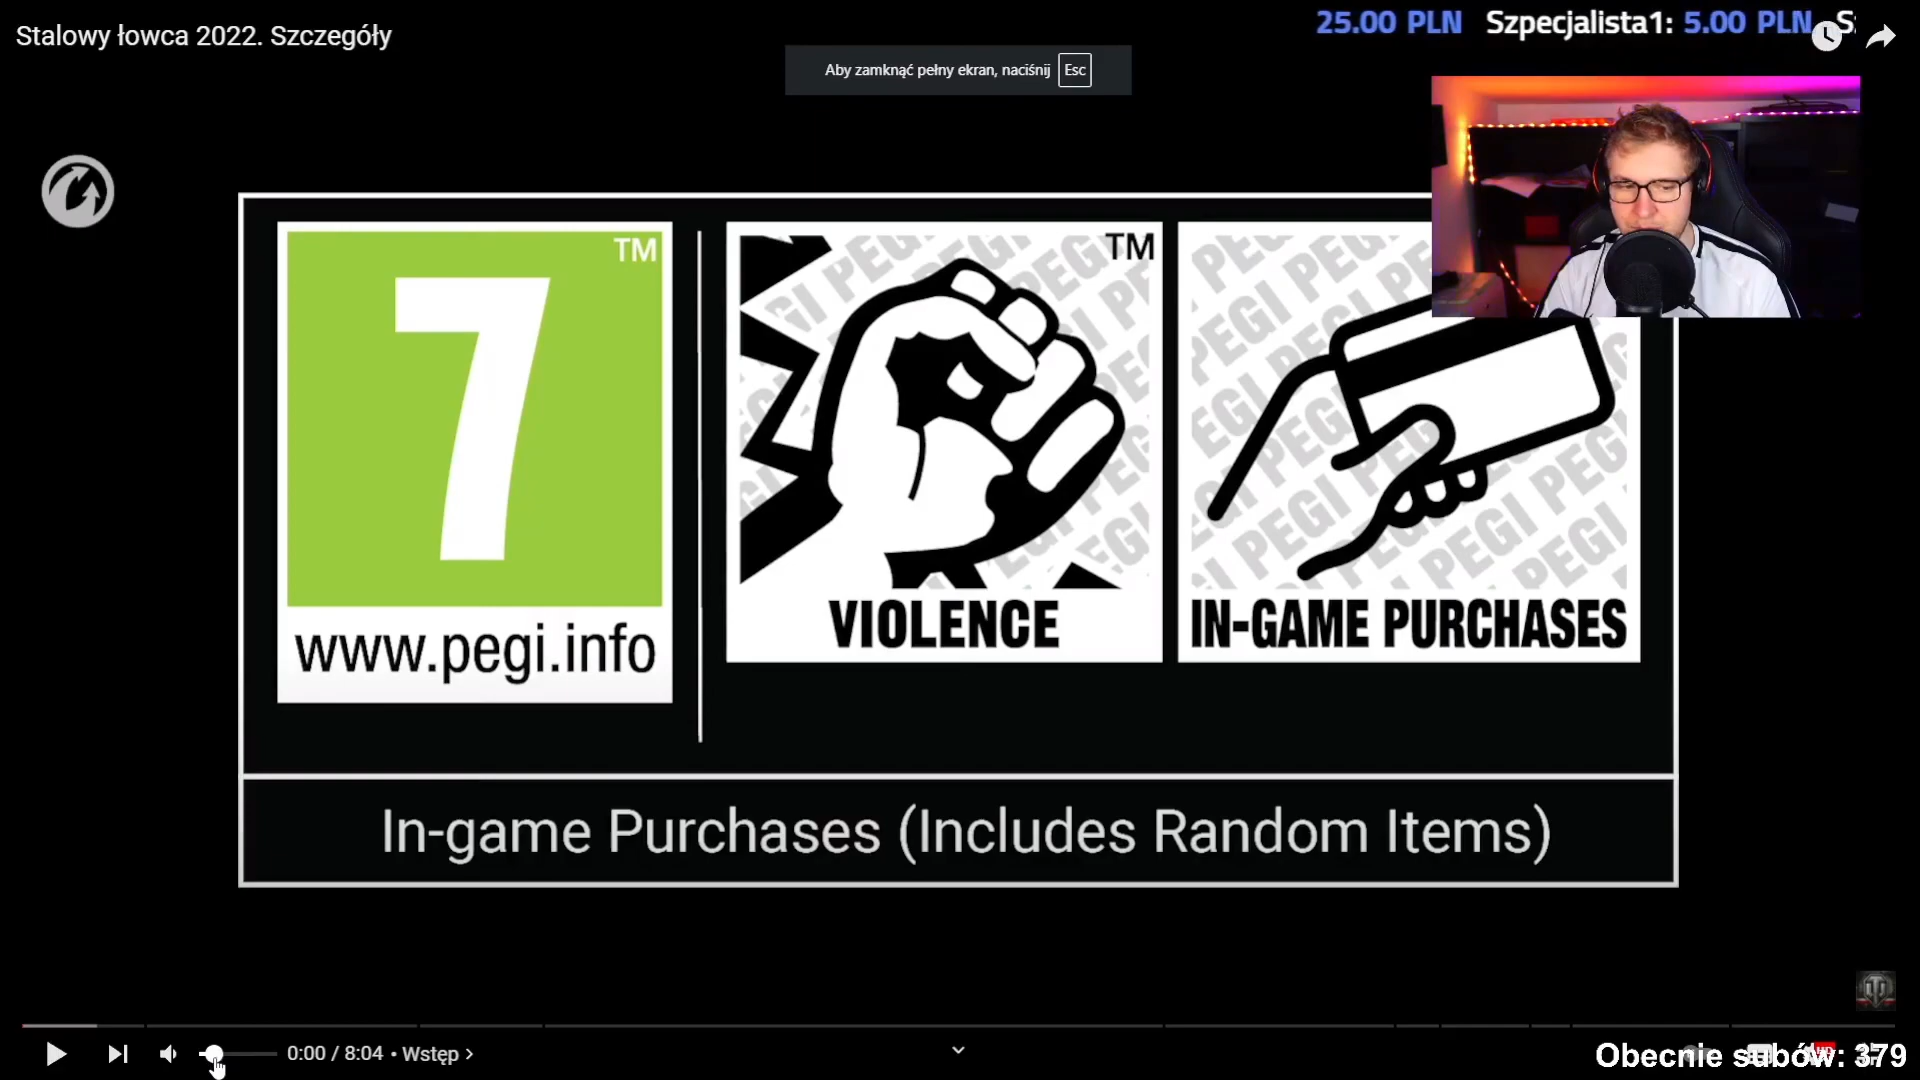 Stalowy łowca 2022. Szczegóły
25.00 PLN Szpecjalista1: 5.00 PLN
Aby zamknąć pełny ekran, naciśnij Esc
TM
7
www.pegi.info
TM
VIOLENCE
IN-GAME PURCHASES
In-game Purchases (Includes Random Items)
0:00 / 8:04 • Wstęp >
Obecnie subów: 379